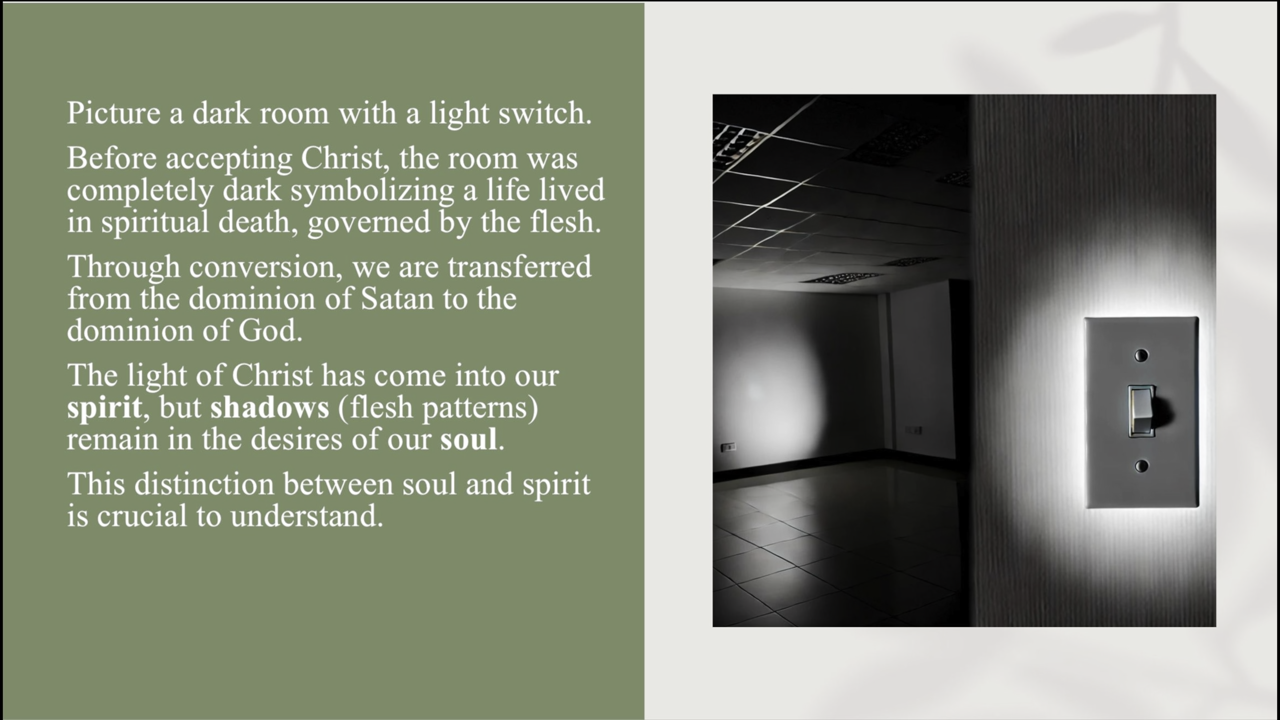 Picture a dark room with a light switch.
Before accepting Christ, the room was
completely dark symbolizing a life lived
in spiritual death, governed by the flesh.
Through conversion, we are transferred
from the dominion of Satan to the
dominion of God.
The light of Christ has come into our
spirit, but shadows (flesh patterns)
remain in the desires of our soul.
This distinction between soul and spirit
is crucial to understand.